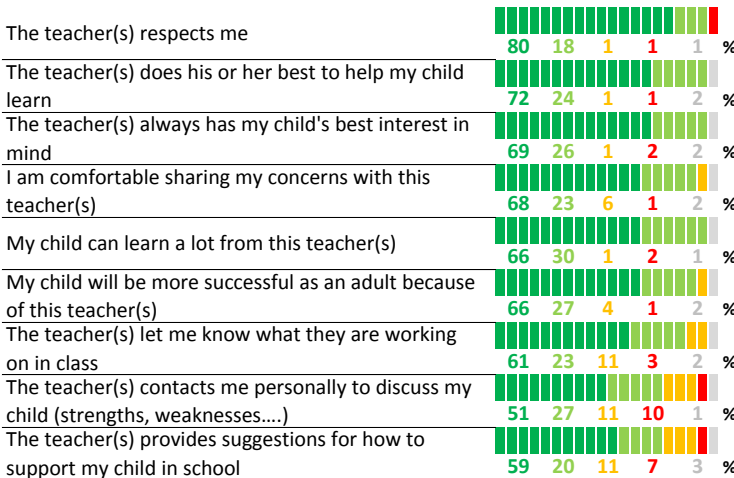 The teacher(s) respects me
80 18 1 1 1 %
The teacher(s) does his or her best to help my child
learn
72 24 1 1 2 %
The teacher(s) always has my child's best interest in
mind
69 26 1 2 2 %
I am comfortable sharing my concerns with this
teacher(s)
68 23 6 1 2 %
My child can learn a lot from this teacher(s)
66 30 1 2 1 %
My child will be more successful as an adult because
of this teacher(s)
66 27 4 1 2 %
The teacher(s) let me know what they are working
on in class
61 23 11 3 2 %
The teacher(s) contacts me personally to discuss my
child (strengths, weaknesses....)
51 27 11 10 1 %
The teacher(s) provides suggestions for how to
support my child in school
59 20 11 7 3 %